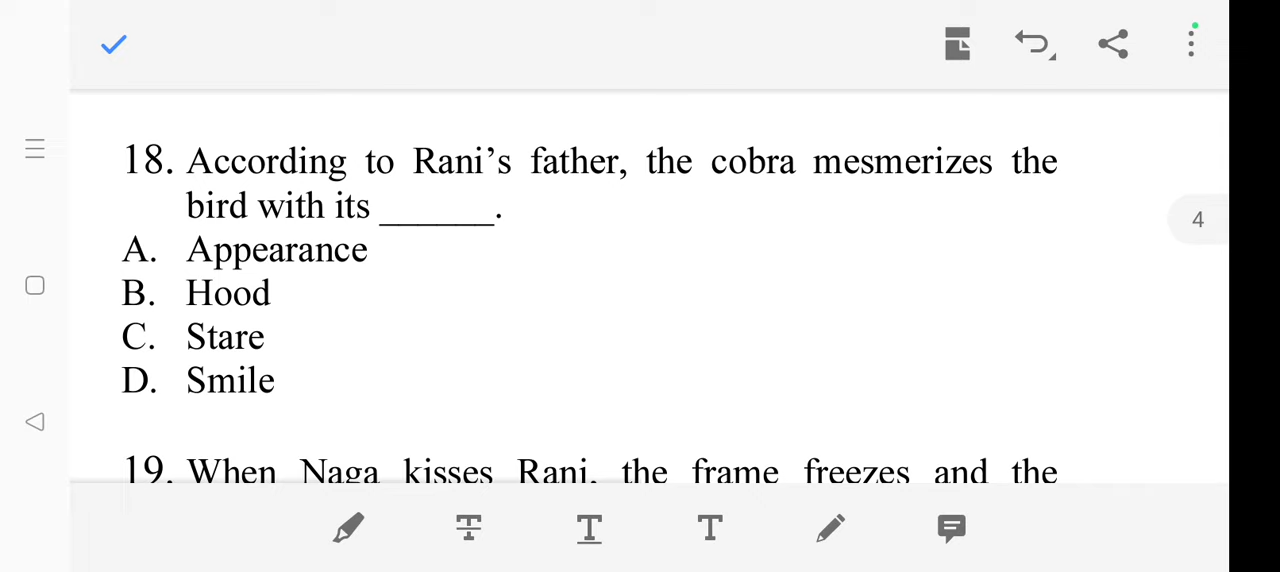 18. According to Rani’s father, the cobra mesmerizes the
bird with its ______.
4
A. Appearance
B. Hood
C. Stare
D. Smile
19. When Naga kisses Rani, the frame freezes and the